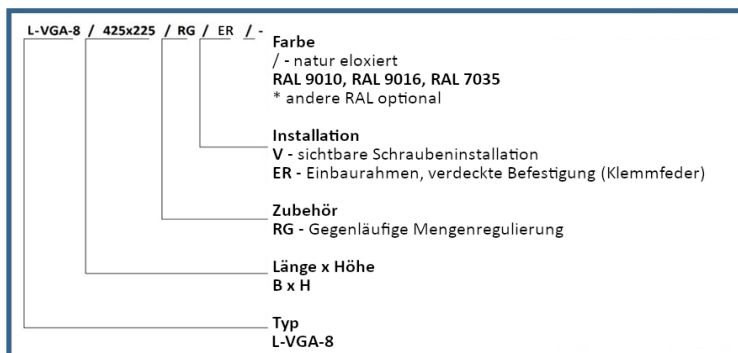 L-VGA-8 / 425x225 / RG / ER / -
Farbe
/ - natur eloxiert
RAL 9010, RAL 9016, RAL 7035
* andere RAL optional
Installation
V - sichtbare Schraubeninstallation
ER - Einbaurahmen, verdeckte Befestigung (Klemmfeder)
Zubehör
RG - Gegenläufige Mengenregulierung
Länge x Höhe
B x H
Typ
L-VGA-8